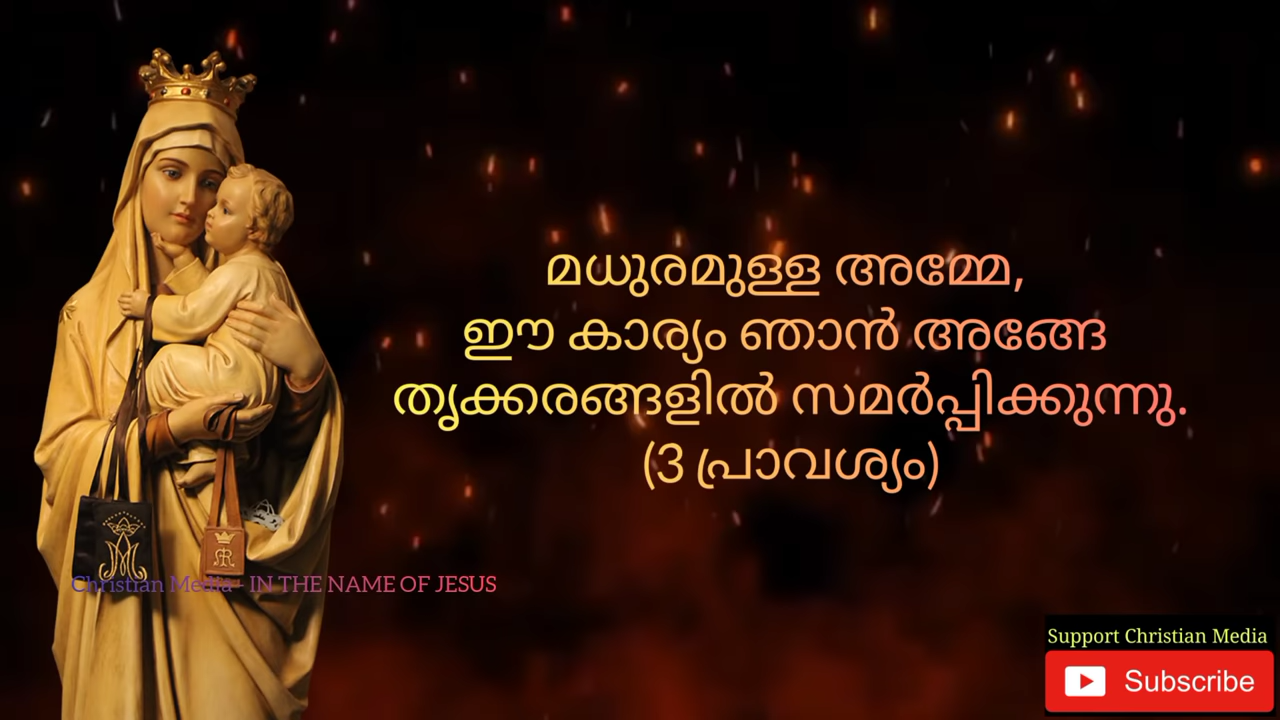 മധുരമുള്ള അമ്മേ,
ഈ കാര്യം ഞാൻ അങ്ങേ
തൃക്കരങ്ങളിൽ സമർപ്പിക്കുന്നു.
(3 പ്രാവശ്യം)
Christian Media - IN THE NAME OF JESUS
Support Christian Media
Subscribe